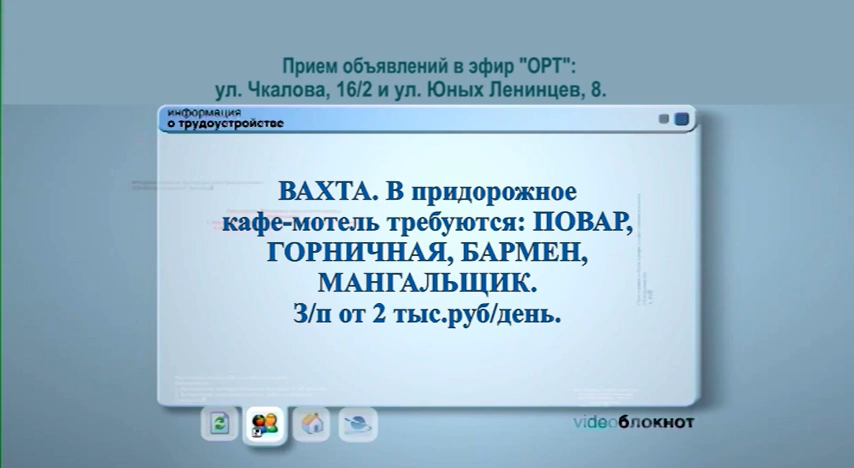 Прием объявлений в эфир "ОРТ":
ул. Чкалова, 16/2 и ул. Юных Ленинцев, 8.
информация
о трудоустройстве
ВАХТА. В придорожное
кафе-мотель требуются: ПОВАР,
ГОРНИЧНАЯ, БАРМЕН,
МАНГАЛЬЩИК.
З/п от 2 тыс.руб/день.
videoблокнот